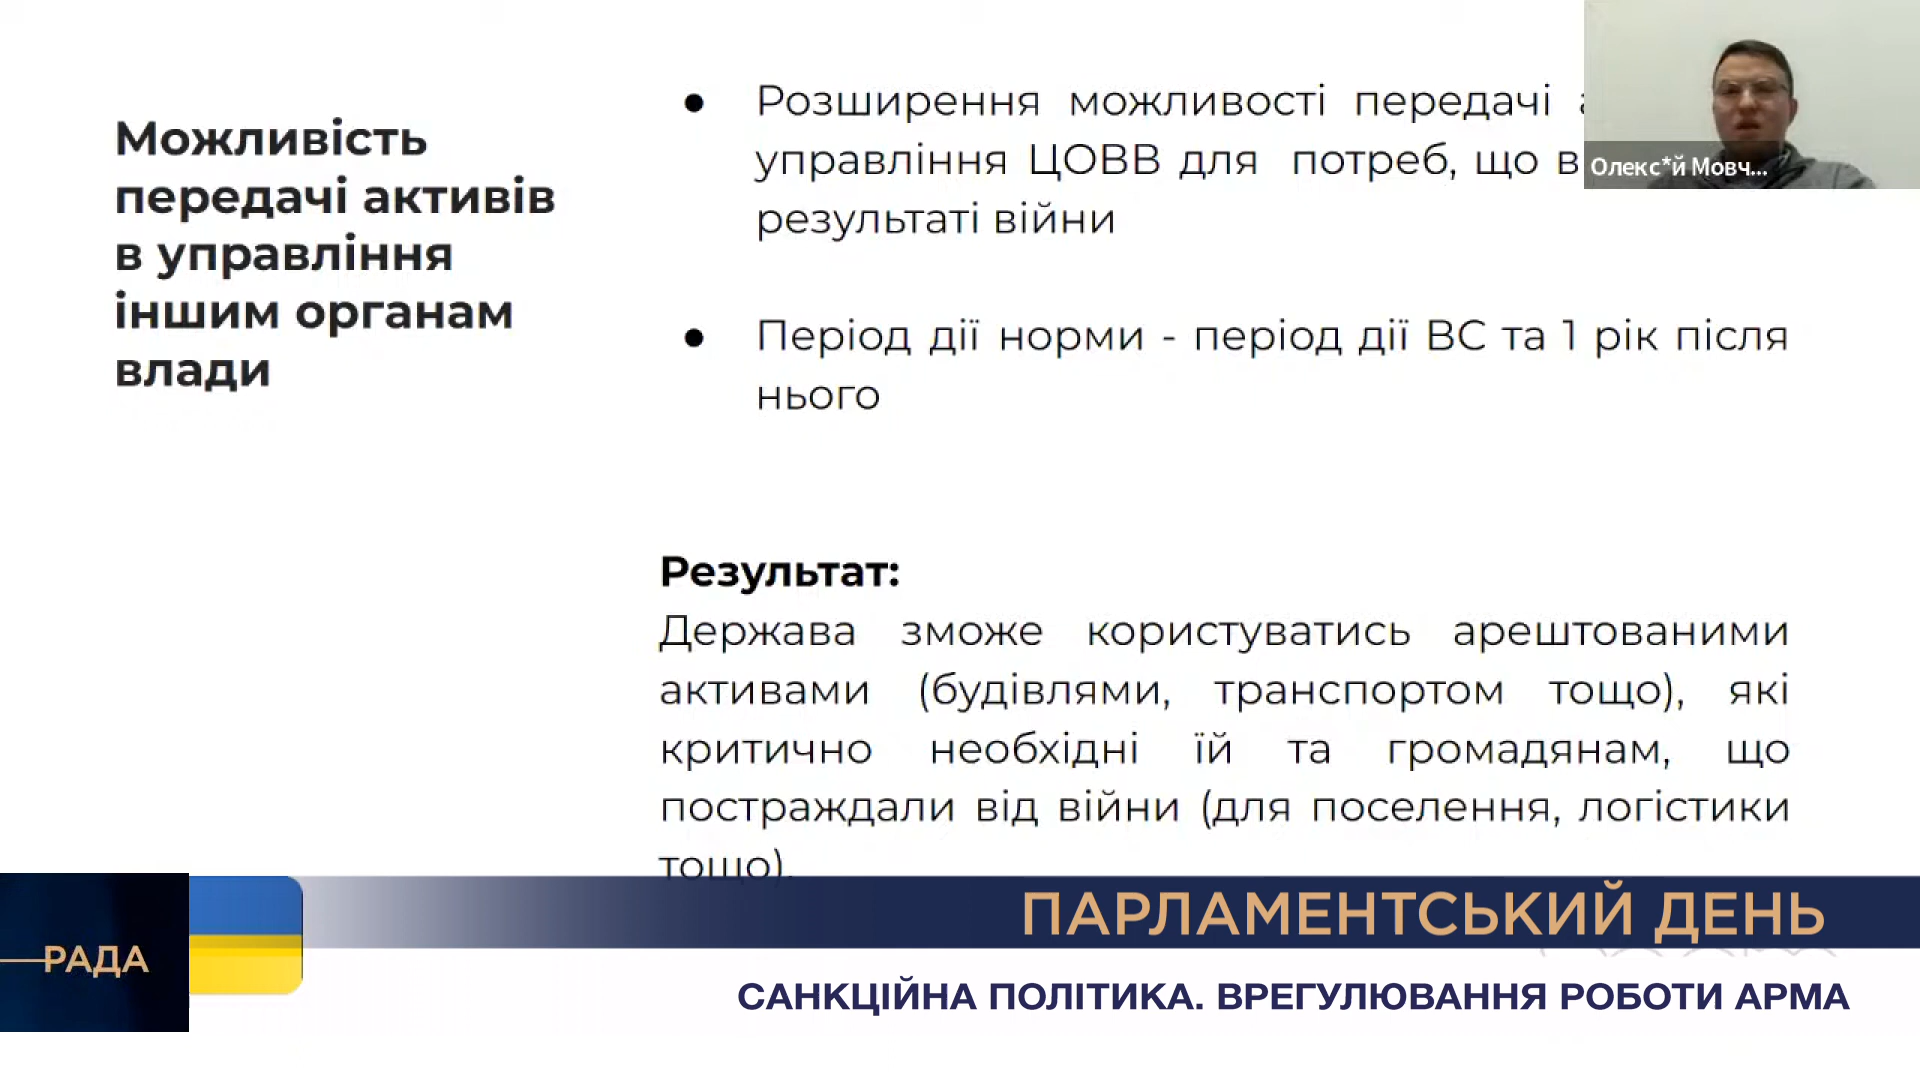 Можливість
передачі активів
в управління
іншим органам
влади
Розширення можливості передачі
управління ЦОВВ для потреб, що в
результаті війни
Період дії норми - період дії ВС та 1 рік після
нього
Результат:
Держава зможе користуватись арештованими
активами (будівлями, транспортом тощо), які
критично необхідні їй та громадянам, що
постраждали від війни (для поселення, логістики
тощо).
Олекс*й Мовч...
ПАРЛАМЕНТСЬКИЙ ДЕНЬ
РАДА
САНКЦІЙНА ПОЛІТИКА. ВРЕГУЛЮВАННЯ РОБОТИ АРМА